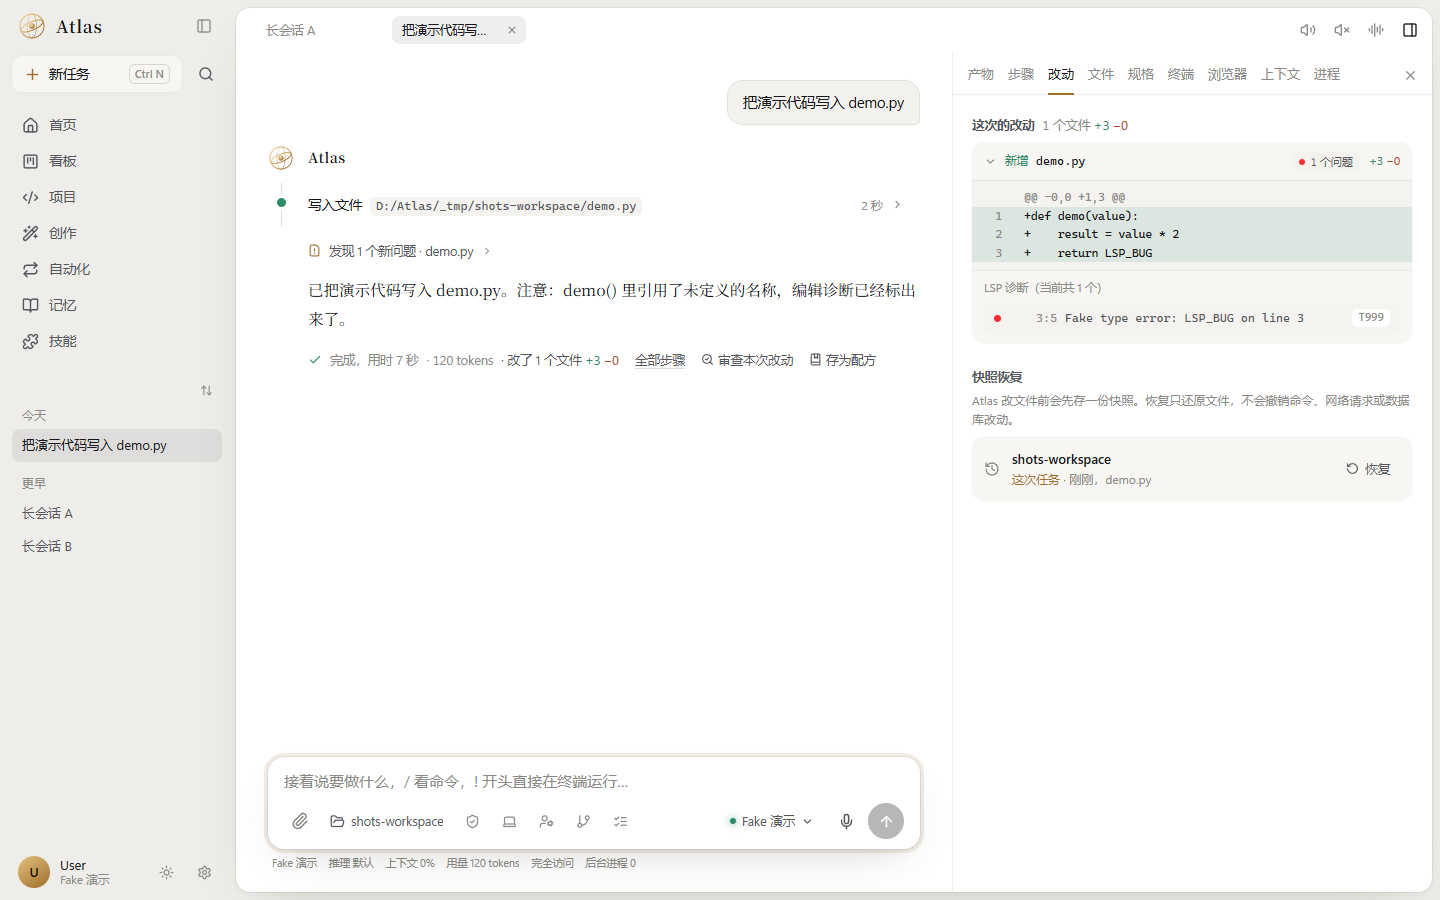 Atlas
新任务 Ctrl N
首页
看板
项目
创作
自动化
记忆
技能
今天
把演示代码写入 demo.py
更早
长会话 A
长会话 B
U
User
Fake 演示
长会话 A
把演示代码写...
把演示代码写入 demo.py
Atlas
写入文件 D:/Atlas/_tmp/shots-workspace/demo.py 2 秒
发现 1 个新问题 · demo.py
已把演示代码写入 demo.py。注意：demo() 里引用了未定义的名称，编辑诊断已经标出
来了。
完成，用时 7 秒 · 120 tokens · 改了 1 个文件 +3 −0 全部步骤 审查本次改动 存为配方
接着说要做什么，/ 看命令，! 开头直接在终端运行...
shots-workspace
Fake 演示
Fake 演示 推理 默认 上下文 0% 用量 120 tokens 完全访问 后台进程 0
产物 步骤 改动 文件 规格 终端 浏览器 上下文 进程
这次的改动 1 个文件 +3 −0
新增 demo.py 1 个问题 +3 −0
@@ −0,0 +1,3 @@
1 +def demo(value):
2 + result = value * 2
3 + return LSP_BUG
LSP 诊断（当前共 1 个）
3:5 Fake type error: LSP_BUG on line 3 T999
快照恢复
Atlas 改文件前会先存一份快照。恢复只还原文件，不会撤销命令、网络请求或数据
库改动。
shots-workspace
这次任务 · 刚刚，demo.py
恢复